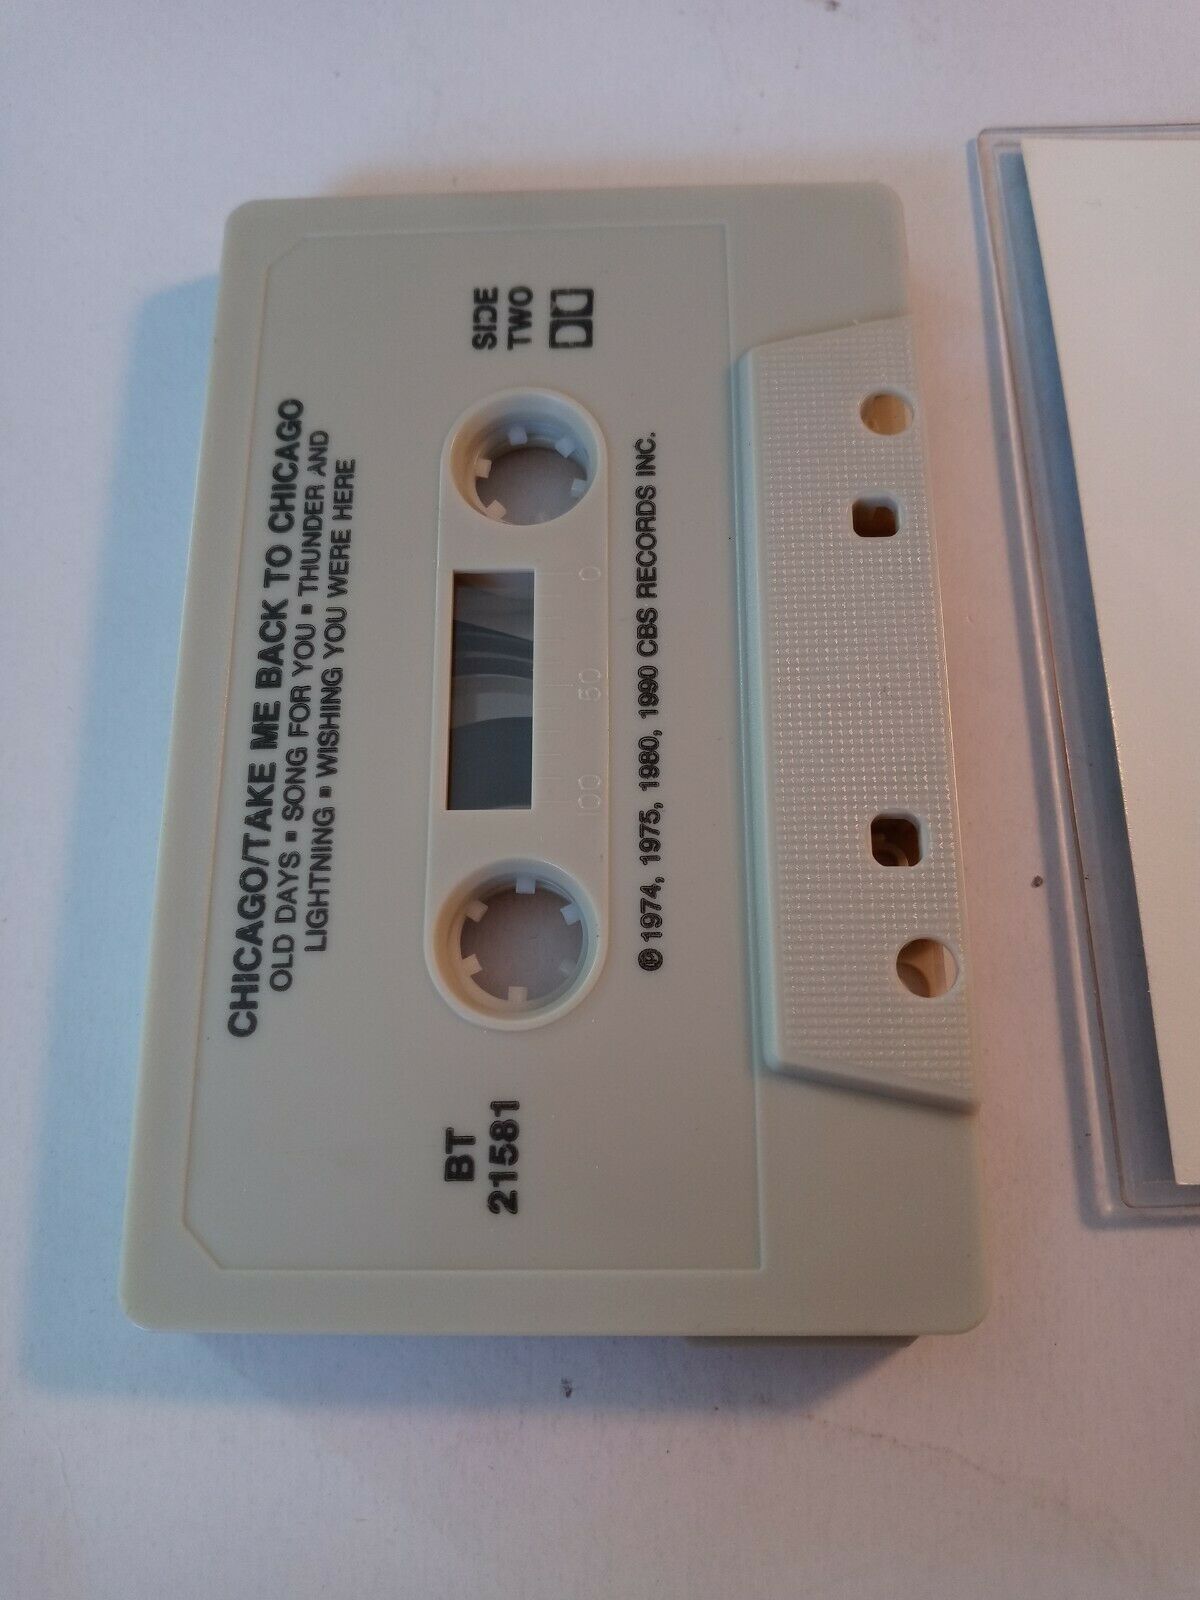 CHICAGO/TAKE ME BACK TO CHICAGO
OLD DAYS ▪ SONG FOR YOU ▪ THUNDER AND
LIGHTNING ▪ WISHING YOU WERE HERE
BT
21581
SIDE
TWO
100 50 0
℗ 1974, 1975, 1980, 1990 CBS RECORDS INC.